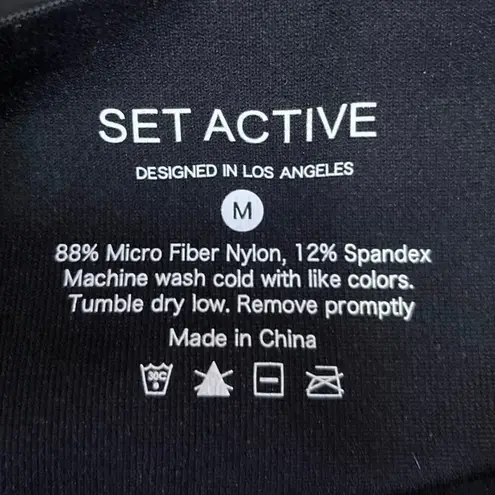 SET ACTIVE
DESIGNED IN LOS ANGELES
M
88% Micro Fiber Nylon, 12% Spandex
Machine wash cold with like colors.
Tumble dry low. Remove promptly
Made in China
30C